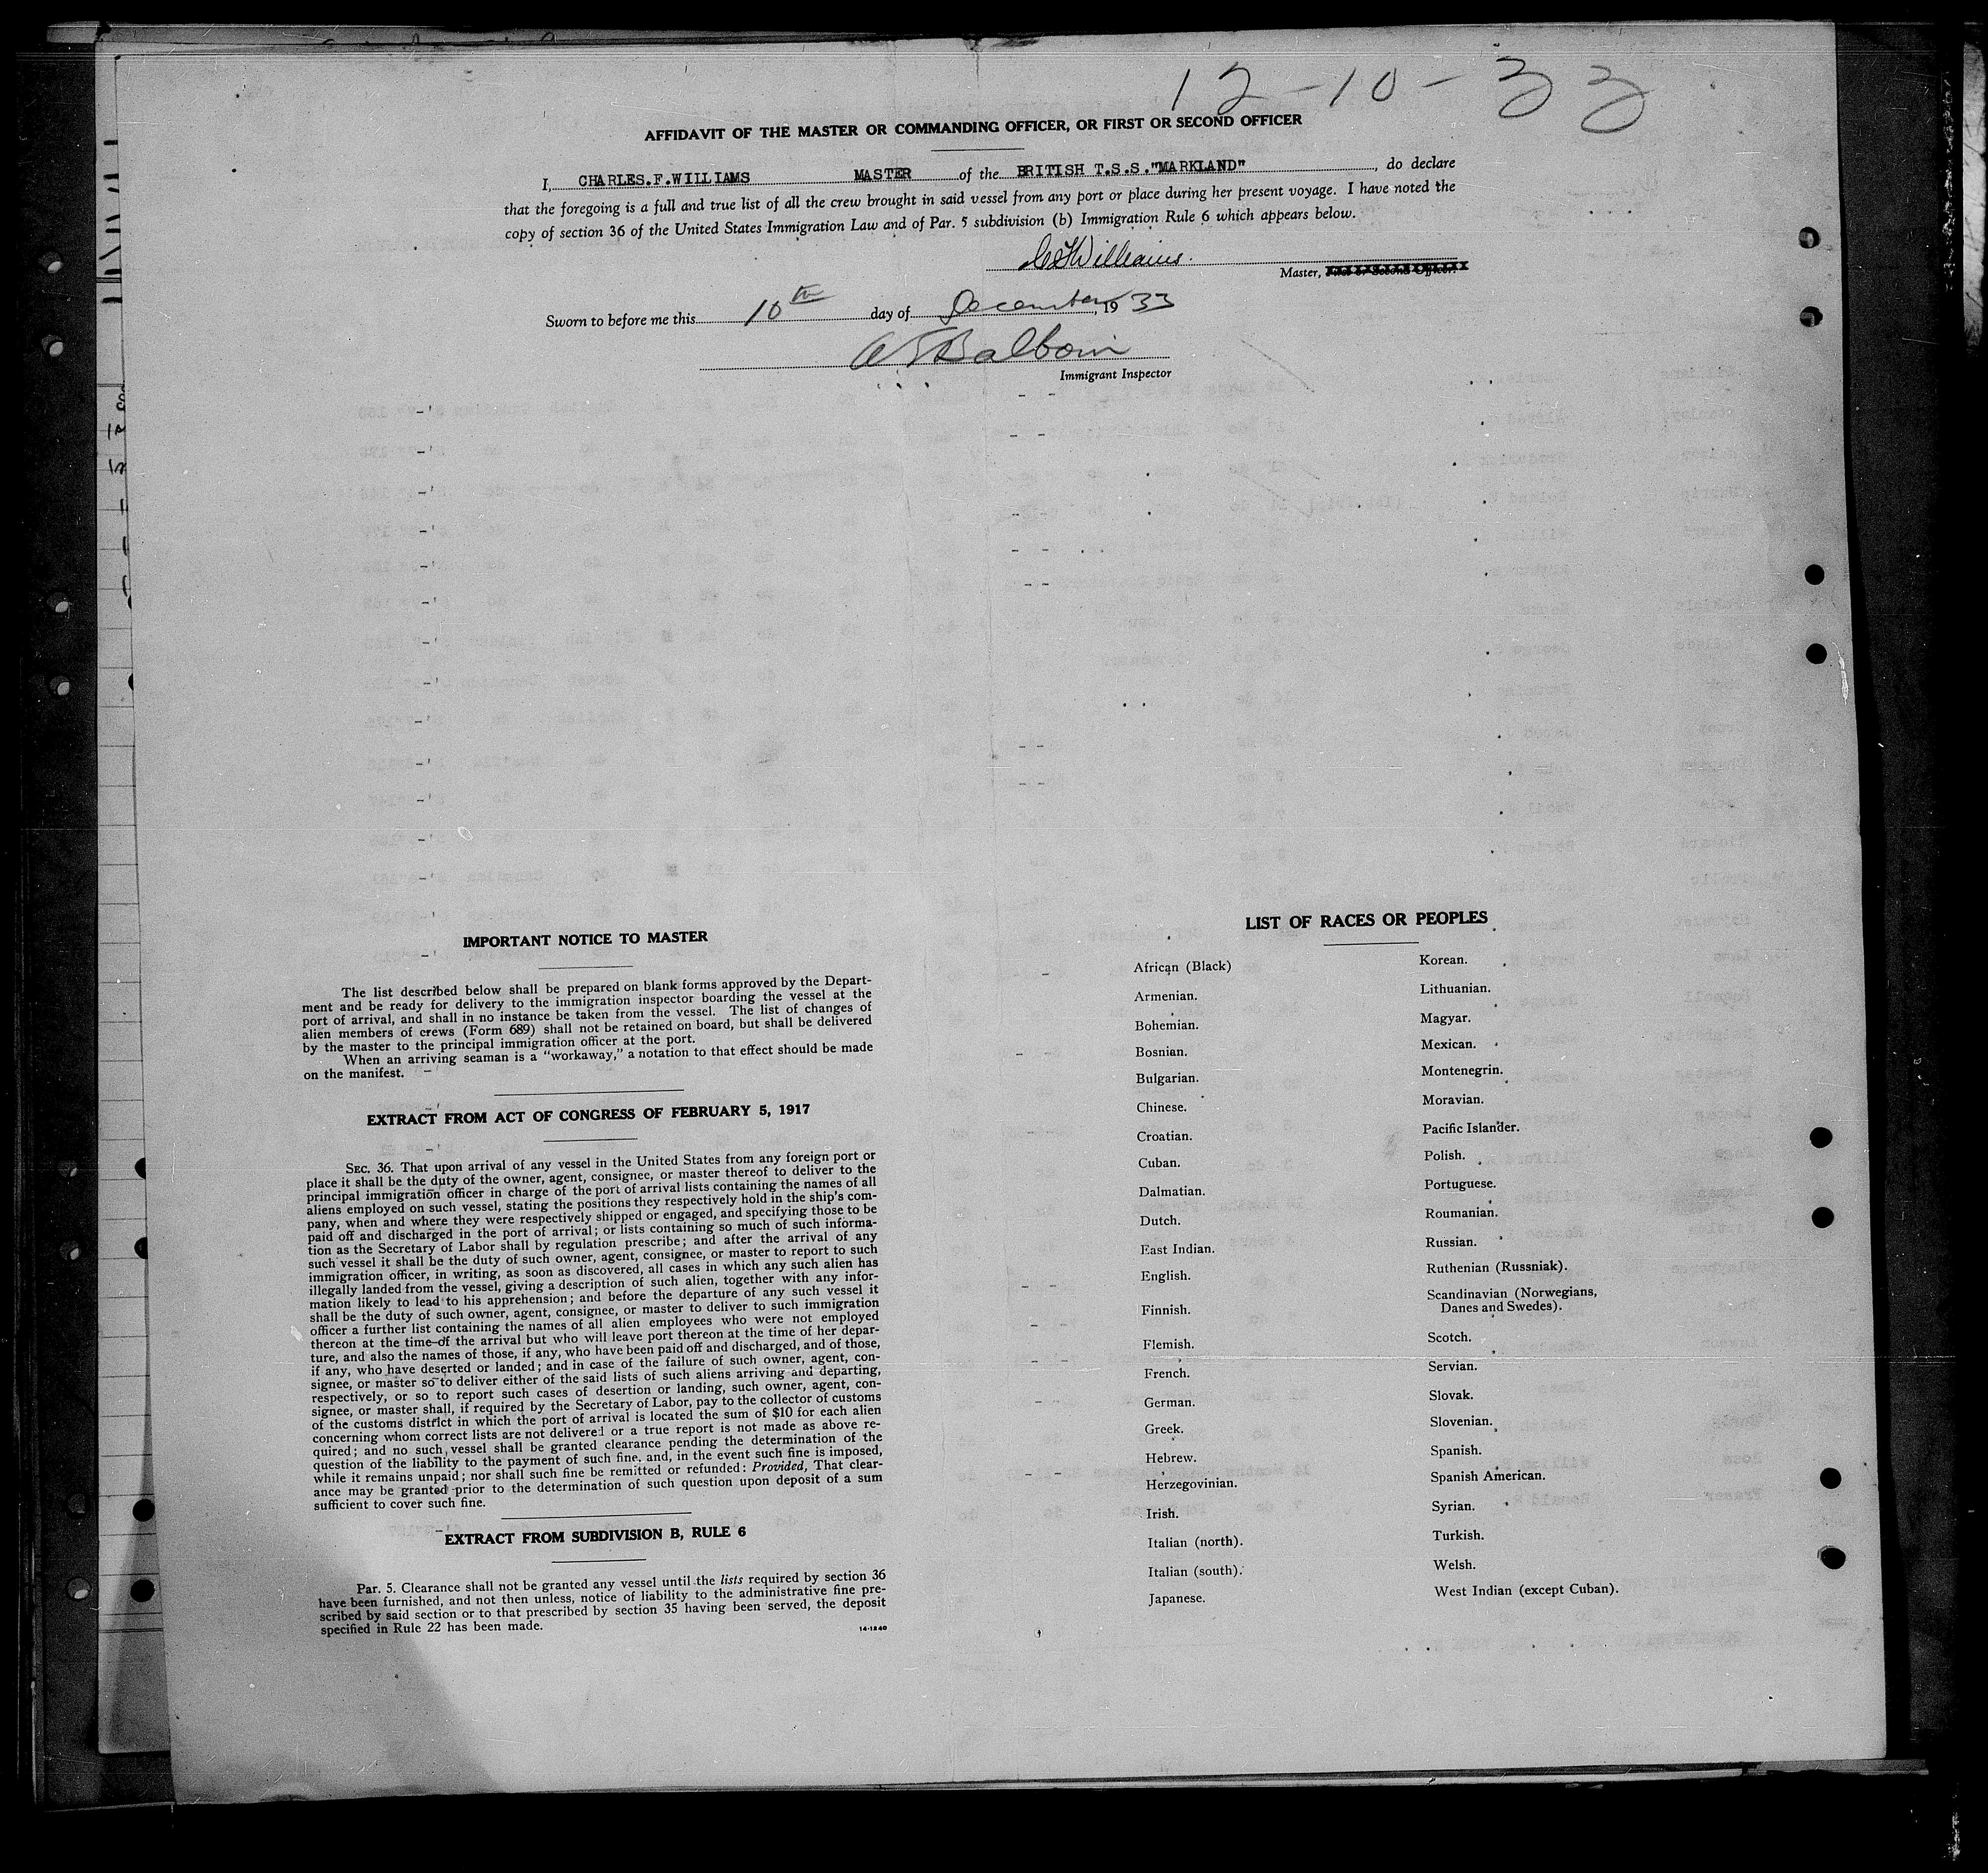 12-10-33
AFFIDAVIT OF THE MASTER OR COMMANDING OFFICER, OR FIRST OR SECOND OFFICER
I, CHARLES.F.WILLIAMS MASTER of the BRITISH T.S.S."MARKLAND", do declare
that the foregoing is a full and true list of all the crew brought in said vessel from any port or place during her present voyage. I have noted the
copy of section 36 of the United States Immigration Law and of Par. 5 subdivision (b) Immigration Rule 6 which appears below.
C F Williams.
Master, First or Second Officer.
Sworn to before me this 10th day of December, 1933
Immigrant Inspector
IMPORTANT NOTICE TO MASTER
The list described below shall be prepared on blank forms approved by the Depart-
ment and be ready for delivery to the immigration inspector boarding the vessel at the
port of arrival, and shall in no instance be taken from the vessel. The list of changes of
alien members of crews (Form 689) shall not be retained on board, but shall be delivered
by the master to the principal immigration officer at the port.
When an arriving seaman is a "workaway," a notation to that effect should be made
on the manifest.
EXTRACT FROM ACT OF CONGRESS OF FEBRUARY 5, 1917
SEC. 36. That upon arrival of any vessel in the United States from any foreign port or
place it shall be the duty of the owner, agent, consignee, or master thereof to deliver to the
principal immigration officer in charge of the port of arrival lists containing the names of all
aliens employed on such vessel, stating the positions they respectively hold in the ship's com-
pany, when and where they were respectively shipped or engaged, and specifying those to be
paid off and discharged in the port of arrival; or lists containing so much of such informa-
tion as the Secretary of Labor shall by regulation prescribe; and after the arrival of any
such vessel it shall be the duty of such owner, agent, consignee, or master to report to such
immigration officer, in writing, as soon as discovered, all cases in which any such alien has
illegally landed from the vessel, giving a description of such alien, together with any infor-
mation likely to lead to his apprehension; and before the departure of any such vessel it
shall be the duty of such owner, agent, consignee, or master to deliver to such immigration
officer a further list containing the names of all alien employees who were not employed
thereon at the time of the arrival but who will leave port thereon at the time of her depar-
ture, and also the names of those, if any, who have been paid off and discharged, and of those,
if any, who have deserted or landed; and in case of the failure of such owner, agent, con-
signee, or master so to deliver either of the said lists of such aliens arriving and departing,
respectively, or so to report such cases of desertion or landing, such owner, agent, con-
signee, or master shall, if required by the Secretary of Labor, pay to the collector of customs
of the customs district in which the port of arrival is located the sum of $10 for each alien
concerning whom correct lists are not delivered or a true report is not made as above re-
quired; and no such vessel shall be granted clearance pending the determination of the
question of the liability to the payment of such fine, and, in the event such fine is imposed,
while it remains unpaid; nor shall such fine be remitted or refunded: Provided, That clear-
ance may be granted prior to the determination of such question upon deposit of a sum
sufficient to cover such fine.
EXTRACT FROM SUBDIVISION B, RULE 6
Par. 5. Clearance shall not be granted any vessel until the lists required by section 36
have been furnished, and not then unless, notice of liability to the administrative fine pre-
scribed by said section or to that prescribed by section 35 having been served, the deposit
specified in Rule 22 has been made.
14-1240
LIST OF RACES OR PEOPLES
African (Black)
Armenian.
Bohemian.
Bosnian.
Bulgarian.
Chinese.
Croatian.
Cuban.
Dalmatian.
Dutch.
East Indian.
English.
Finnish.
Flemish.
French.
German.
Greek.
Hebrew.
Herzegovinian.
Irish.
Italian (north).
Italian (south).
Japanese.
Korean.
Lithuanian.
Magyar.
Mexican.
Montenegrin.
Moravian.
Pacific Islander.
Polish.
Portuguese.
Roumanian.
Russian.
Ruthenian (Russniak).
Scandinavian (Norwegians,
Danes and Swedes).
Scotch.
Servian.
Slovak.
Slovenian.
Spanish.
Spanish American.
Syrian.
Turkish.
Welsh.
West Indian (except Cuban).